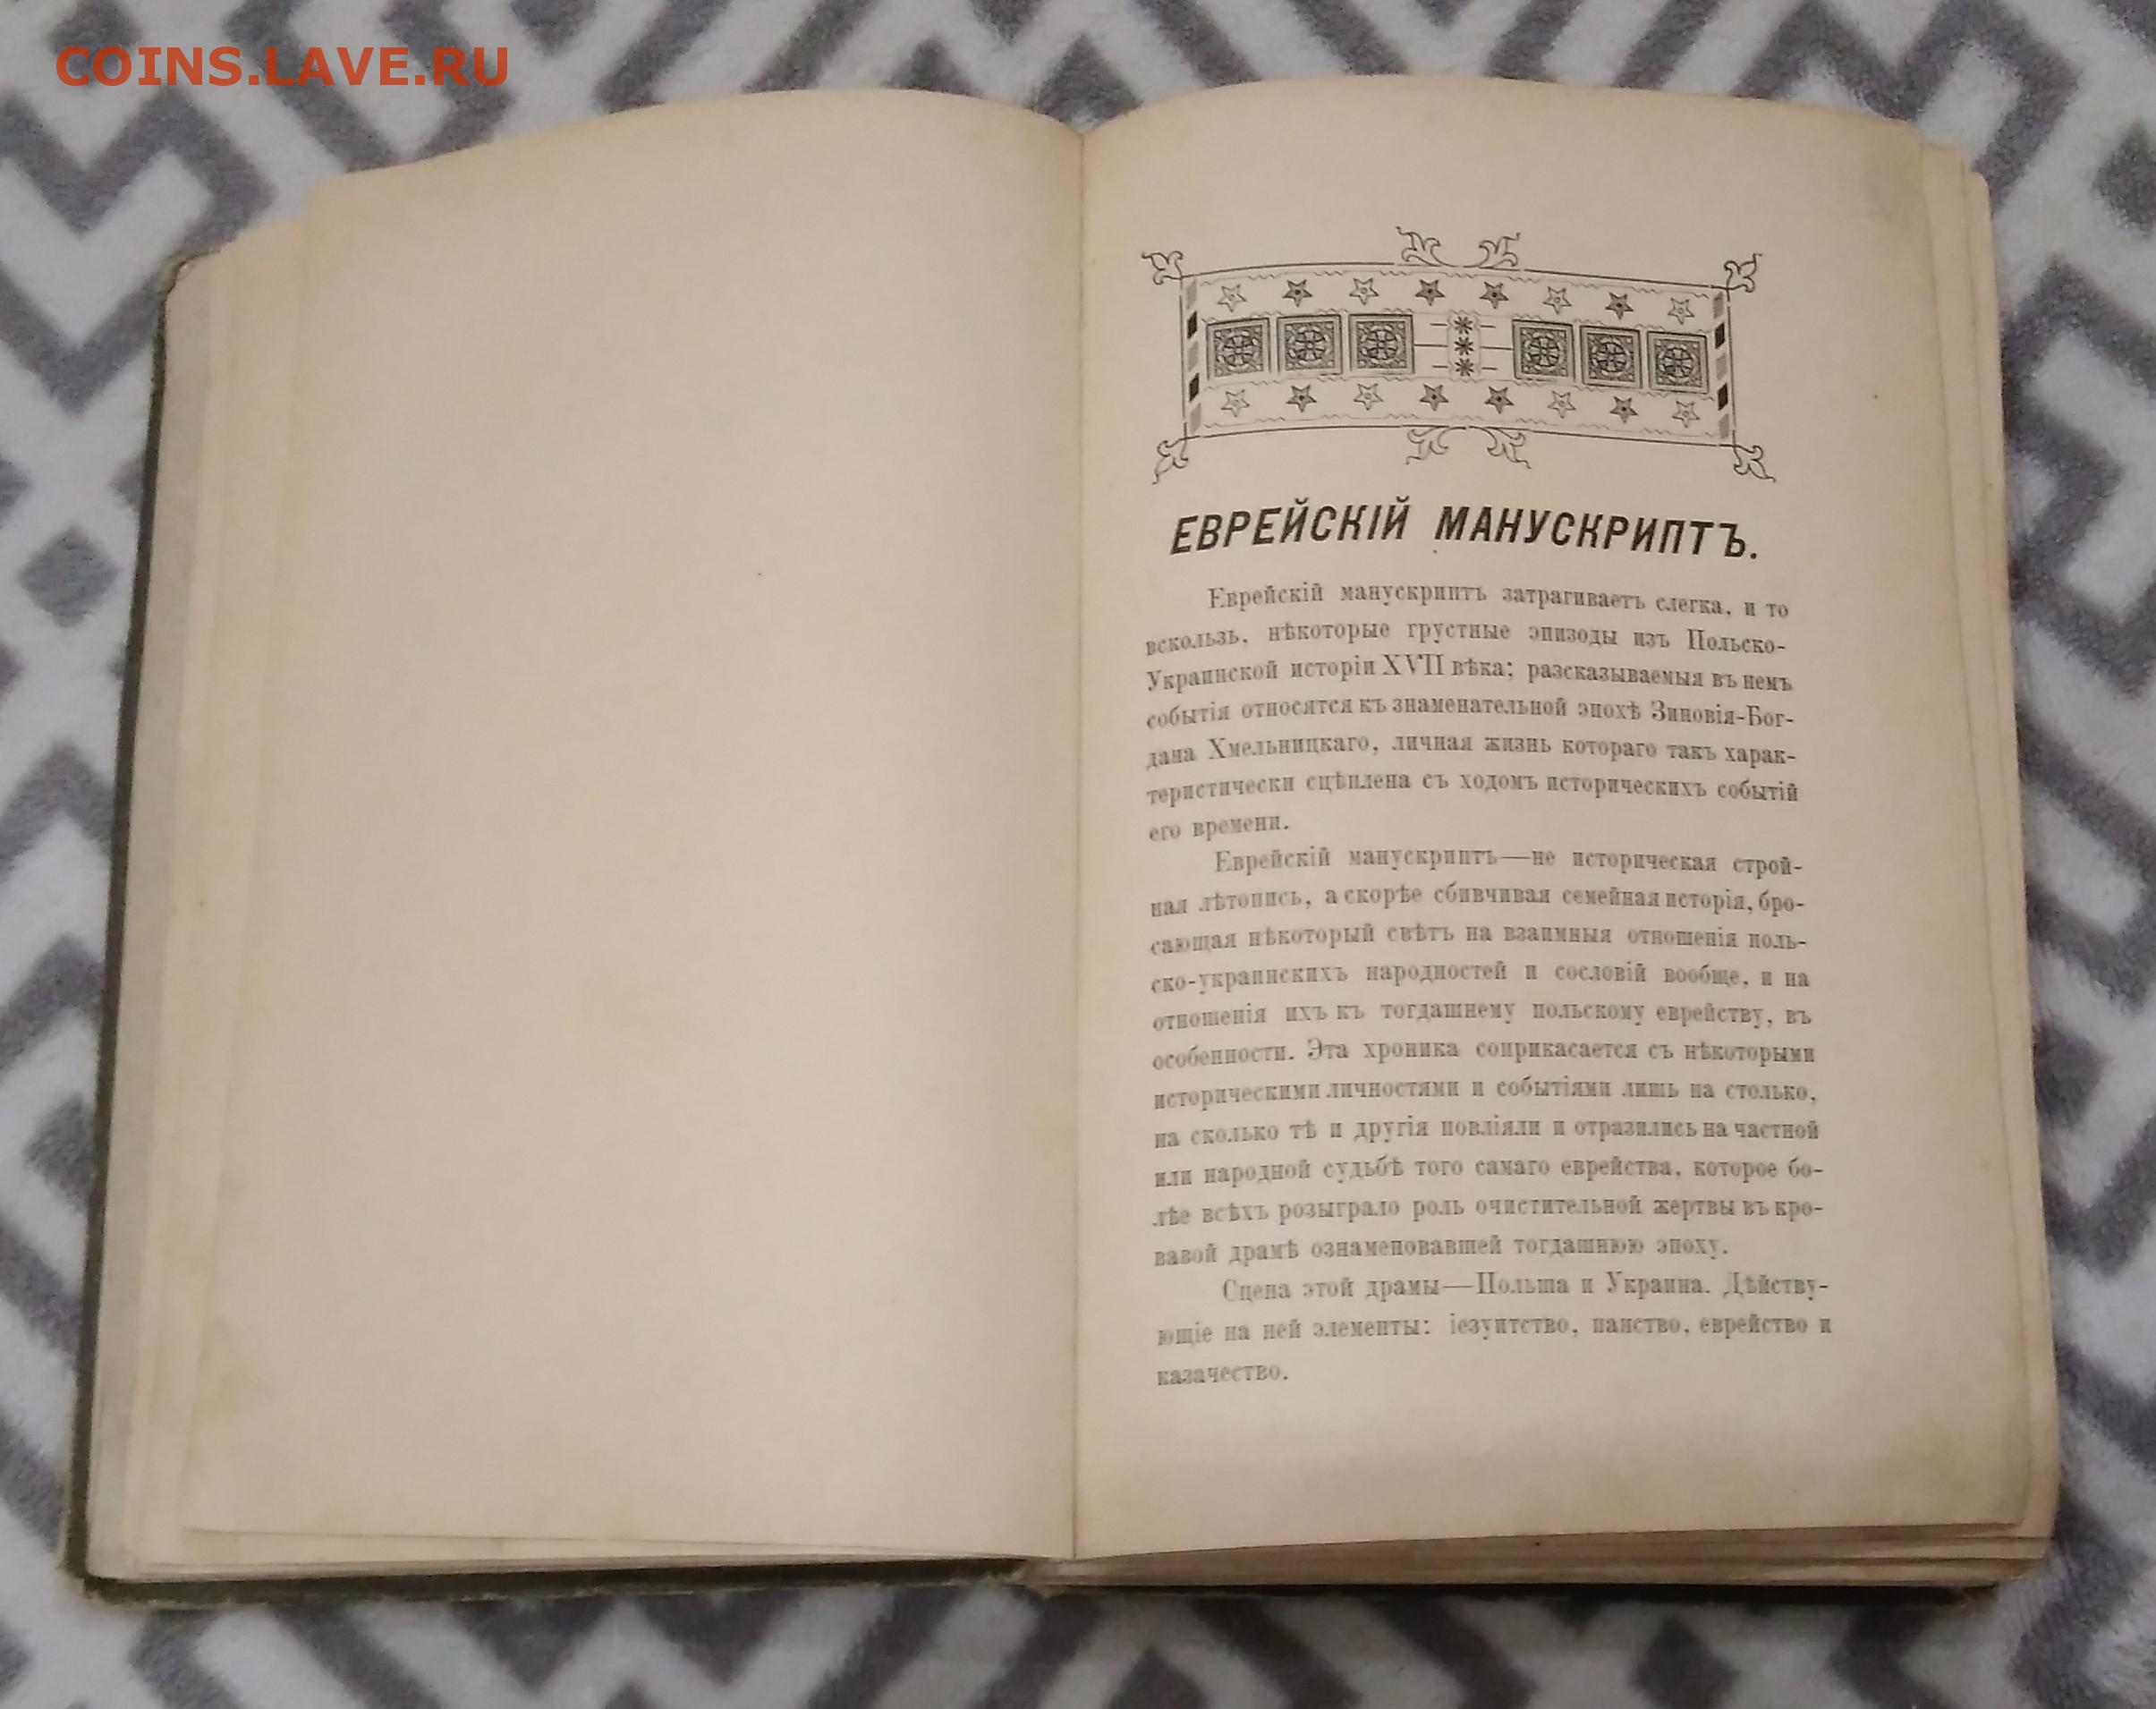 COINS.LAVE.RU
ЕВРЕЙСКІЙ МАНУСКРИПТЪ.
Еврейскій манускриптъ затрагиваетъ слегка, и то
вскользь, нѣкоторые грустные эпизоды изъ Польско-
Украинской исторіи XVII вѣка; разсказываемыя въ немъ
событія относятся къ знаменательной эпохѣ Зиновія-Бог-
дана Хмельницкаго, личная жизнь котораго такъ харак-
теристически сцѣплена съ ходомъ историческихъ событій
его времени.
Еврейскій манускриптъ—не историческая строй-
ная лѣтопись, а скорѣе сбивчивая семейная исторія, бро-
сающая нѣкоторый свѣтъ на взаимныя отношенія поль-
ско-украинскихъ народностей и сословій вообще, и на
отношенія ихъ къ тогдашнему польскому еврейству, въ
особенности. Эта хроника соприкасается съ нѣкоторыми
историческими личностями и событіями лишь на столько,
на сколько тѣ и другія повліяли и отразились на частной
или народной судьбѣ того самаго еврейства, которое бо-
лѣе всѣхъ розыграло роль очистительной жертвы въ кро-
вавой драмѣ ознаменовавшей тогдашнюю эпоху.
Сцена этой драмы—Польша и Украина. Дѣйству-
ющіе на ней элементы: іезуитство, панство, еврейство и
казачество.